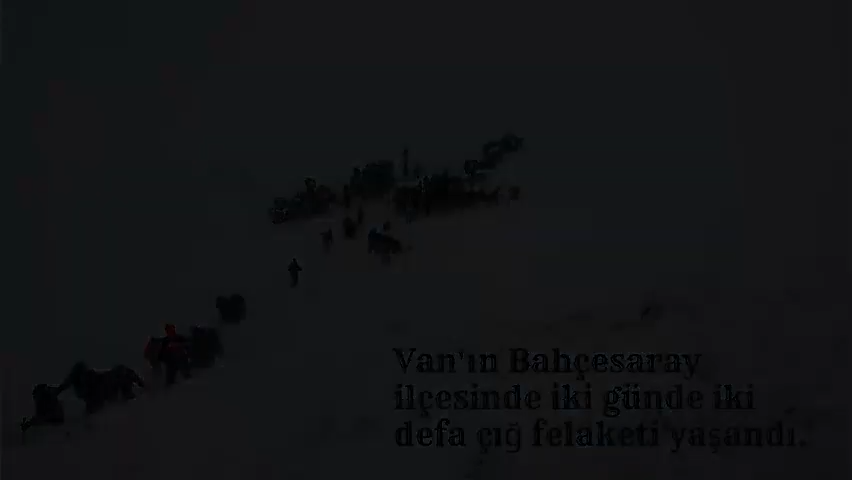 Van'ın Bahçesaray
ilçesinde iki günde iki
defa çığ felaketi yaşandı.